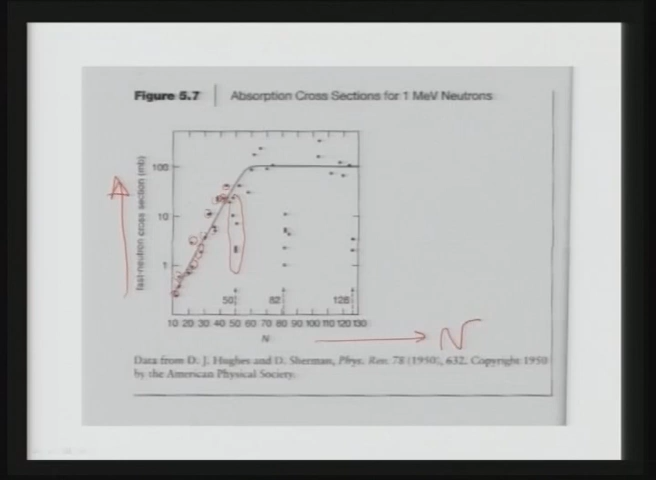 Figure 5.7 Absorption Cross Sections for 1 MeV Neutrons
fast-neutron cross section (mb)
100
10
1
50 82 126
10 20 30 40 50 60 70 80 90 100 110 120 130
N
N
Data from D. J. Hughes and D. Sherman, Phys. Rev. 78 (1950), 632. Copyright 1950
by the American Physical Society.